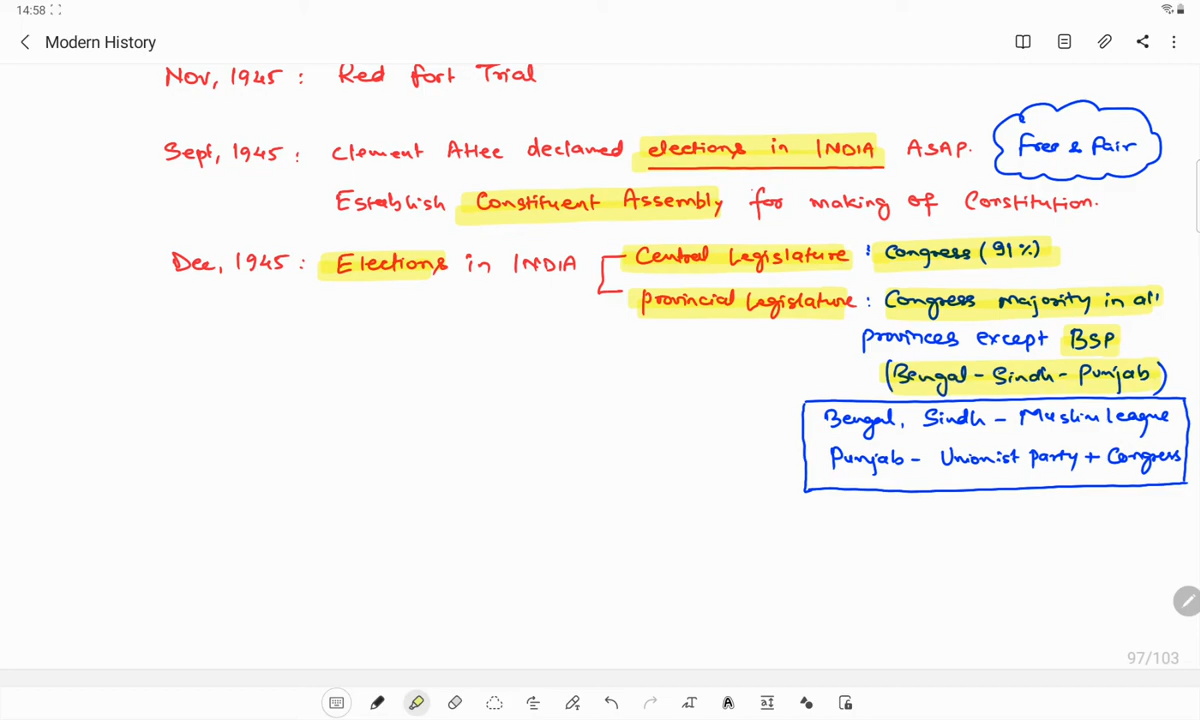 14:58
Modern History
Nov, 1945 : Red Fort Trial
Sept, 1945 : Clement Attlee declared elections in INDIA ASAP. Free & Fair
Establish Constituent Assembly for making of Constitution.
Dec, 1945 : Elections in INDIA
Central Legislature : Congress (91%)
Provincial Legislature : Congress majority in all
provinces except BSP
(Bengal - Sindh - Punjab)
Bengal, Sindh - Muslim league
Punjab - Unionist party + Congress
97/103